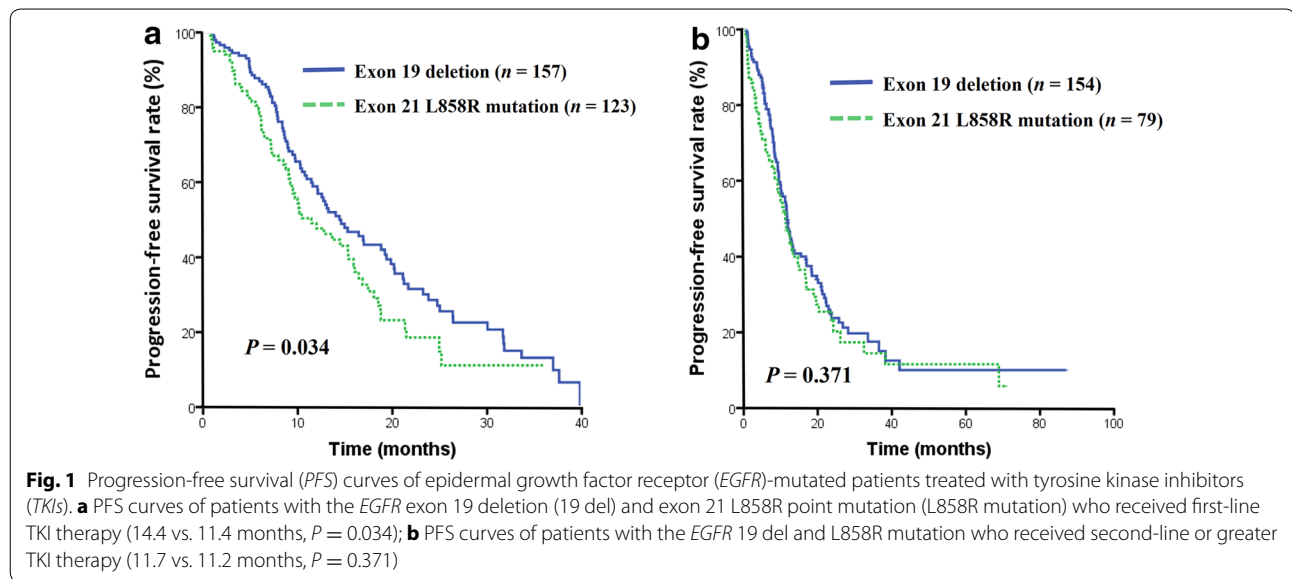 a
100
80
60
40
20
0
Progression-free survival rate (%)
Exon 19 deletion (n = 157)
Exon 21 L858R mutation (n = 123)
P = 0.034
0 10 20 30 40
Time (months)
b
100
80
60
40
20
0
Progression-free survival rate (%)
Exon 19 deletion (n = 154)
Exon 21 L858R mutation (n = 79)
P = 0.371
0 20 40 60 80 100
Time (months)
Fig. 1 Progression-free survival (PFS) curves of epidermal growth factor receptor (EGFR)-mutated patients treated with tyrosine kinase inhibitors
(TKIs). a PFS curves of patients with the EGFR exon 19 deletion (19 del) and exon 21 L858R point mutation (L858R mutation) who received first-line
TKI therapy (14.4 vs. 11.4 months, P = 0.034); b PFS curves of patients with the EGFR 19 del and L858R mutation who received second-line or greater
TKI therapy (11.7 vs. 11.2 months, P = 0.371)